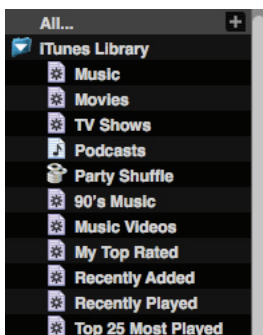 All...
iTunes Library
Music
Movies
TV Shows
Podcasts
Party Shuffle
90's Music
Music Videos
My Top Rated
Recently Added
Recently Played
Top 25 Most Played